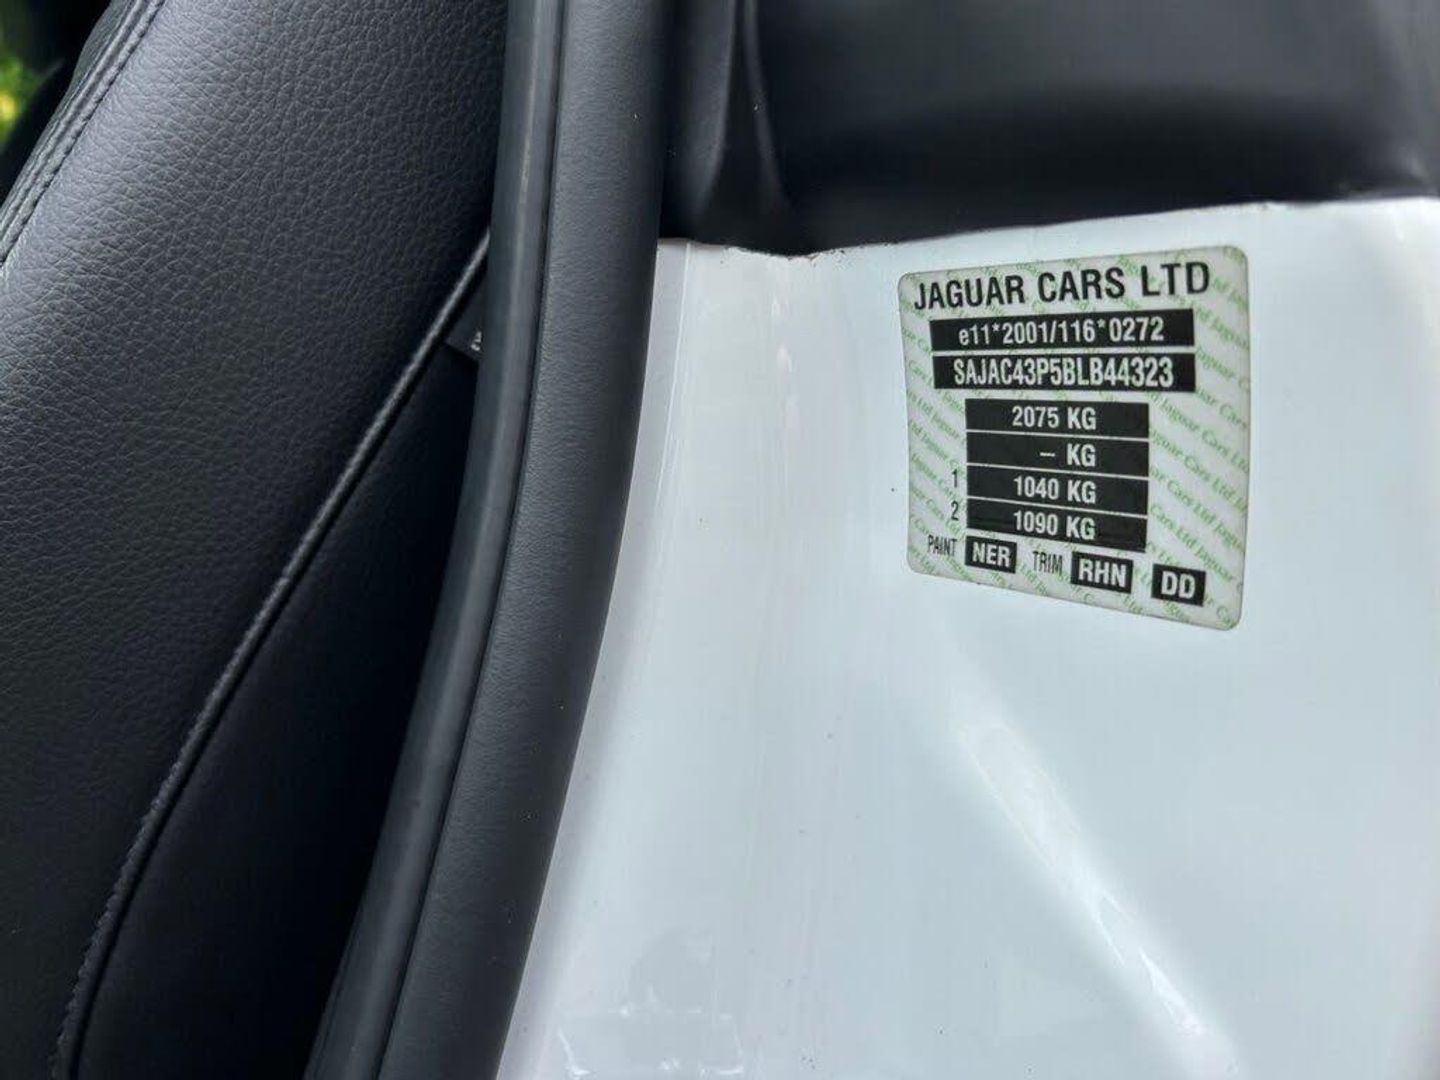 JAGUAR CARS LTD
e11*2001/116*0272
SAJAC43P5BLB44323
2075 KG
– KG
1 1040 KG
2 1090 KG
PAINT NER TRIM RHN DD